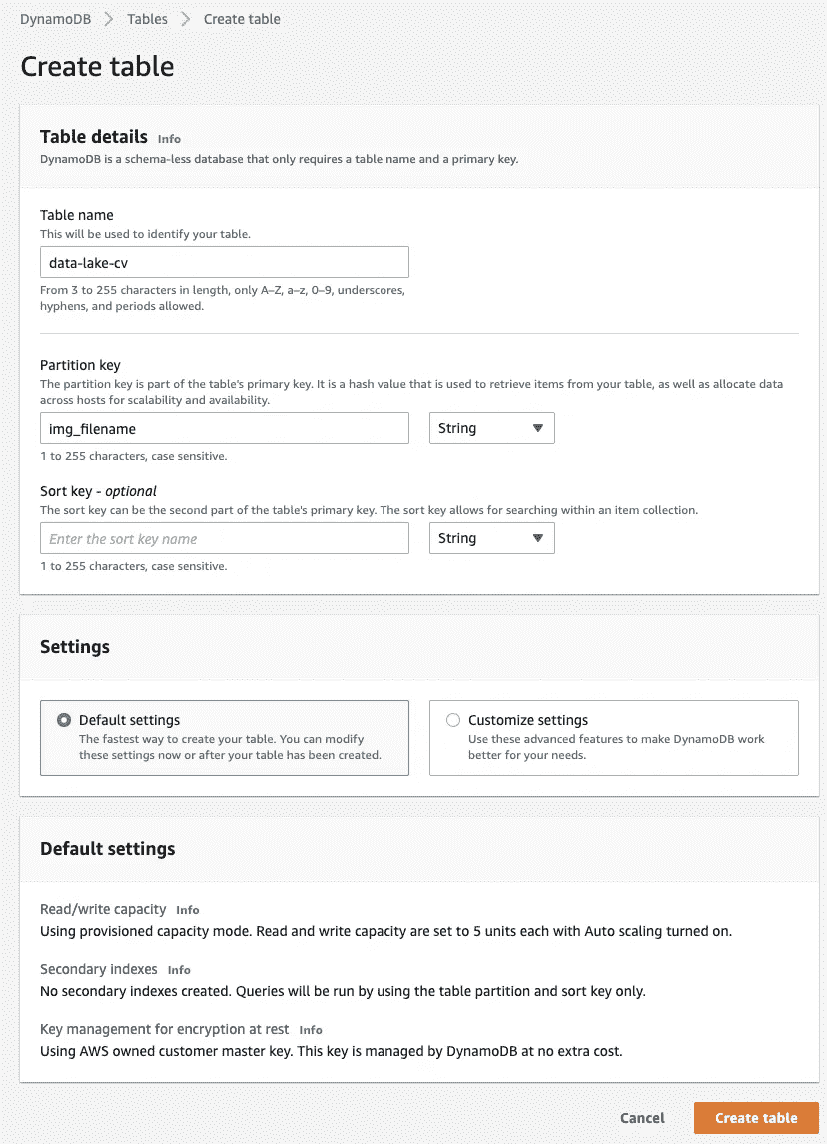 DynamoDB > Tables > Create table
Create table
Table details Info
DynamoDB is a schema-less database that only requires a table name and a primary key.
Table name
This will be used to identify your table.
data-lake-cv
From 3 to 255 characters in length, only A–Z, a–z, 0–9, underscores,
hyphens, and periods allowed.
Partition key
The partition key is part of the table's primary key. It is a hash value that is used to retrieve items from your table, as well as allocate data
across hosts for scalability and availability.
img_filename String
1 to 255 characters, case sensitive.
Sort key - optional
The sort key can be the second part of the table's primary key. The sort key allows for searching within an item collection.
Enter the sort key name String
1 to 255 characters, case sensitive.
Settings
Default settings
The fastest way to create your table. You can modify
these settings now or after your table has been created.
Customize settings
Use these advanced features to make DynamoDB work
better for your needs.
Default settings
Read/write capacity Info
Using provisioned capacity mode. Read and write capacity are set to 5 units each with Auto scaling turned on.
Secondary indexes Info
No secondary indexes created. Queries will be run by using the table partition and sort key only.
Key management for encryption at rest Info
Using AWS owned customer master key. This key is managed by DynamoDB at no extra cost.
Cancel Create table